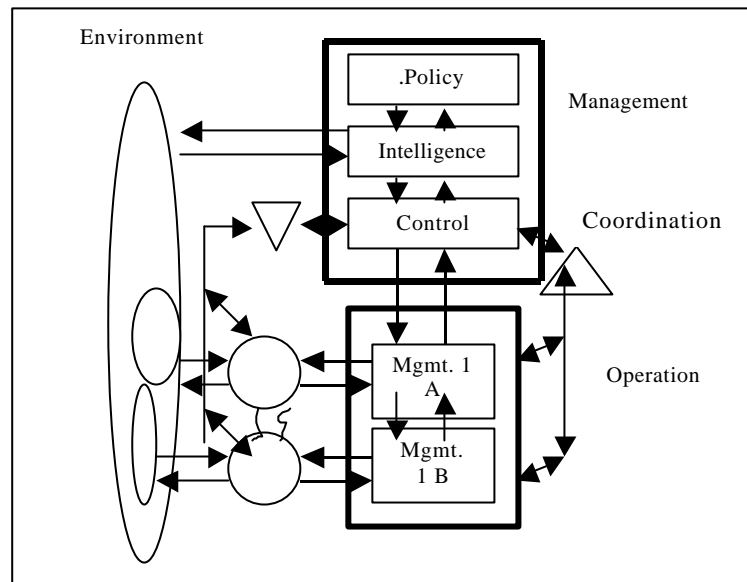 Environment
.Policy
Management
Intelligence
Control
Coordination
Mgmt. 1
A
Operation
Mgmt.
1 B